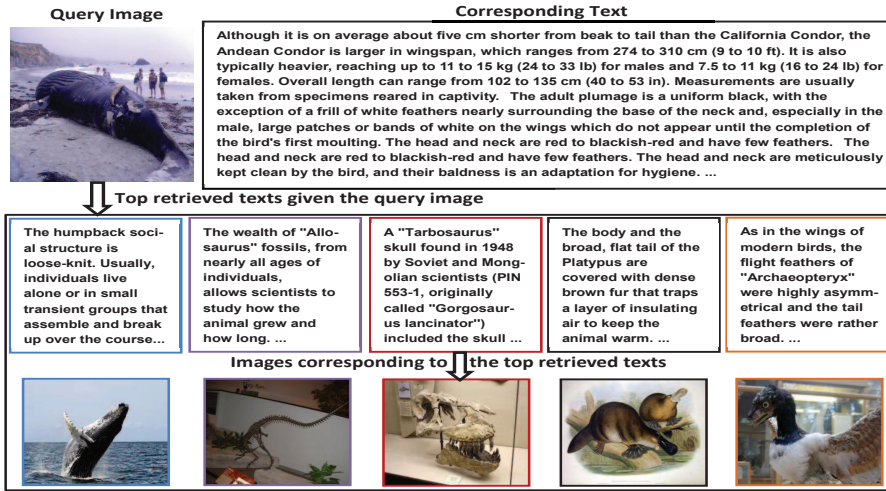 Query Image
Corresponding Text
Although it is on average about five cm shorter from beak to tail than the California Condor, the
Andean Condor is larger in wingspan, which ranges from 274 to 310 cm (9 to 10 ft). It is also
typically heavier, reaching up to 11 to 15 kg (24 to 33 lb) for males and 7.5 to 11 kg (16 to 24 lb) for
females. Overall length can range from 102 to 135 cm (40 to 53 in). Measurements are usually
taken from specimens reared in captivity. The adult plumage is a uniform black, with the
exception of a frill of white feathers nearly surrounding the base of the neck and, especially in the
male, large patches or bands of white on the wings which do not appear until the completion of
the bird's first moulting. The head and neck are red to blackish-red and have few feathers. The
head and neck are red to blackish-red and have few feathers. The head and neck are meticulously
kept clean by the bird, and their baldness is an adaptation for hygiene. ...
Top retrieved texts given the query image
The humpback soci-
al structure is
loose-knit. Usually,
individuals live
alone or in small
transient groups that
assemble and break
up over the course...
The wealth of "Allo-
saurus" fossils, from
nearly all ages of
individuals,
allows scientists to
study how the
animal grew and
how long. ...
A "Tarbosaurus"
skull found in 1948
by Soviet and Mong-
olian scientists (PIN
553-1, originally
called "Gorgosaur-
us lancinator")
included the skull ...
The body and the
broad, flat tail of the
Platypus are
covered with dense
brown fur that traps
a layer of insulating
air to keep the
animal warm. ...
As in the wings of
modern birds, the
flight feathers of
"Archaeopteryx"
were highly asymm-
etrical and the tail
feathers were rather
broad. ...
Images corresponding to the top retrieved texts